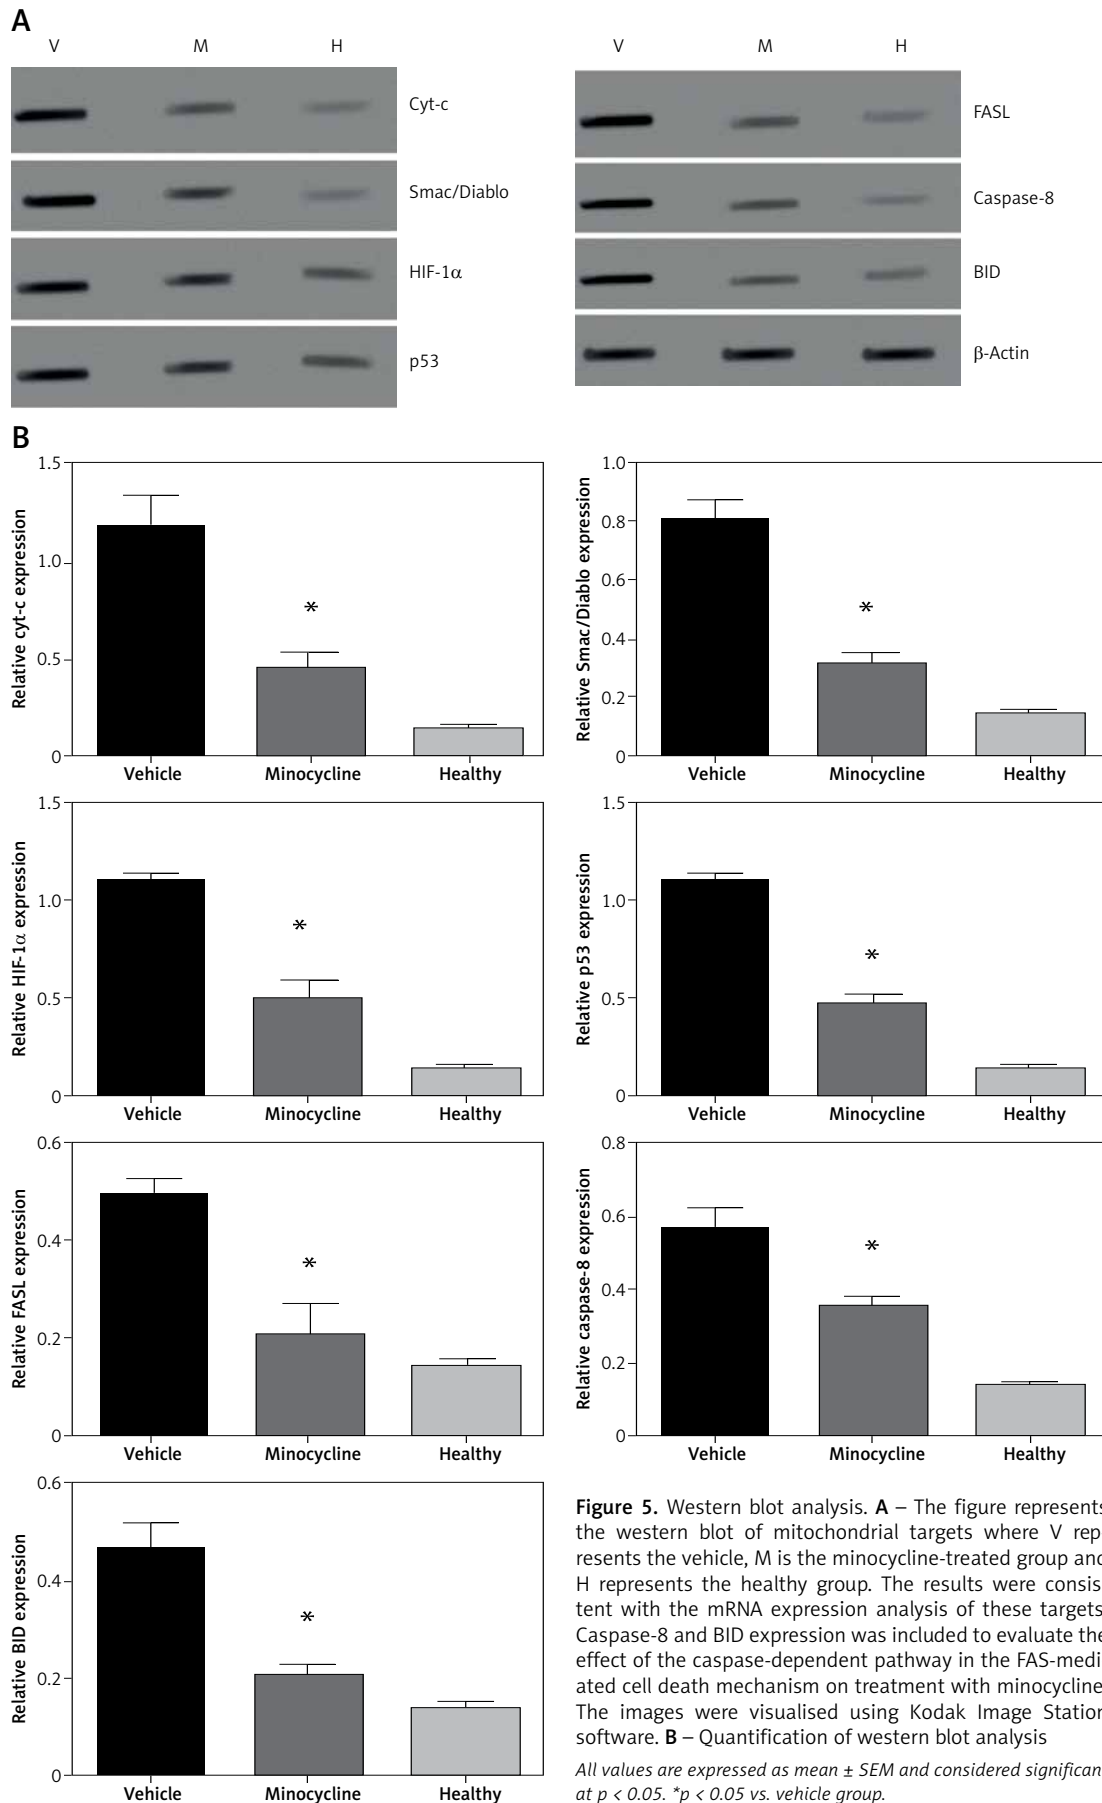 A
V M H
Cyt-c
Smac/Diablo
HIF-1α
p53
V M H
FASL
Caspase-8
BID
β-Actin
B
Relative cyt-c expression
1.5
1.0
0.5
0
Vehicle Minocycline Healthy
*
Relative Smac/Diablo expression
1.0
0.8
0.6
0.4
0.2
0
Vehicle Minocycline Healthy
*
Relative HIF-1α expression
1.5
1.0
0.5
0
Vehicle Minocycline Healthy
*
Relative p53 expression
1.5
1.0
0.5
0
Vehicle Minocycline Healthy
*
Relative FASL expression
0.6
0.4
0.2
0
Vehicle Minocycline Healthy
*
Relative caspase-8 expression
0.8
0.6
0.4
0.2
0
Vehicle Minocycline Healthy
*
Relative BID expression
0.6
0.4
0.2
0
Vehicle Minocycline Healthy
*
Figure 5. Western blot analysis. A – The figure represents
the western blot of mitochondrial targets where V rep
resents the vehicle, M is the minocycline-treated group and
H represents the healthy group. The results were consis
tent with the mRNA expression analysis of these targets
Caspase-8 and BID expression was included to evaluate the
effect of the caspase-dependent pathway in the FAS-medi
ated cell death mechanism on treatment with minocycline
The images were visualised using Kodak Image Station
software. B – Quantification of western blot analysis
All values are expressed as mean ± SEM and considered significan
at p < 0.05. *p < 0.05 vs. vehicle group.